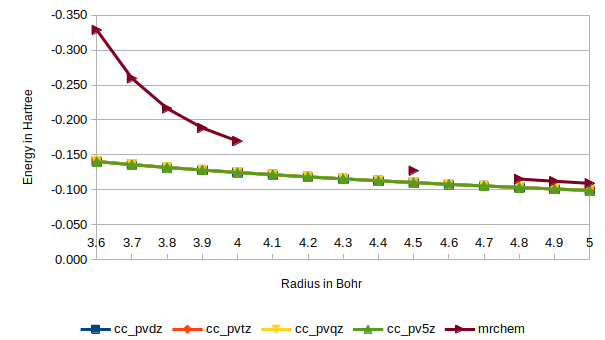 -0.350
-0.300
-0.250
-0.200
-0.150
-0.100
-0.050
0.000
Energy in Hartree
3.6 3.7 3.8 3.9 4 4.1 4.2 4.3 4.4 4.5 4.6 4.7 4.8 4.9 5
Radius in Bohr
cc_pvdz cc_pvtz cc_pvqz cc_pv5z mrchem